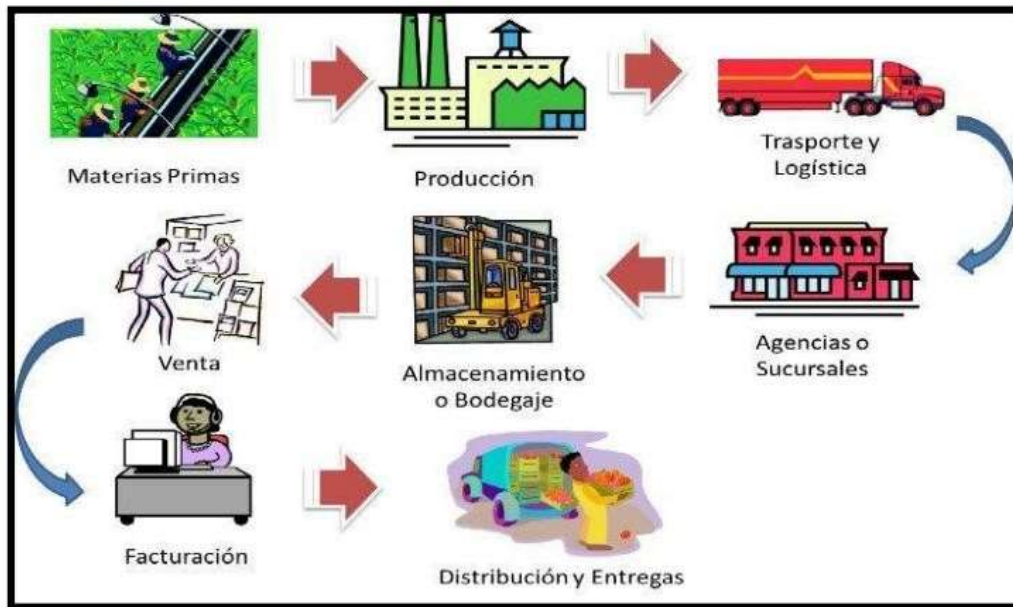 Materias Primas
Producción
Trasporte y
Logística
Agencias o
Sucursales
Almacenamiento
o Bodegaje
Venta
Facturación
Distribución y Entregas